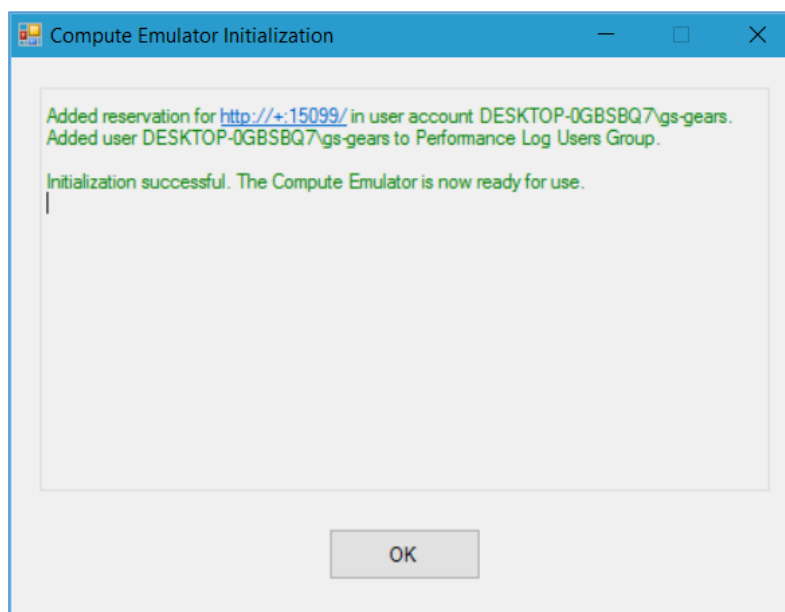 Compute Emulator Initialization
Added reservation for http://+:15099/ in user account DESKTOP-0GBSBQ7\gs-gears.
Added user DESKTOP-0GBSBQ7\gs-gears to Performance Log Users Group.
Initialization successful. The Compute Emulator is now ready for use.
OK